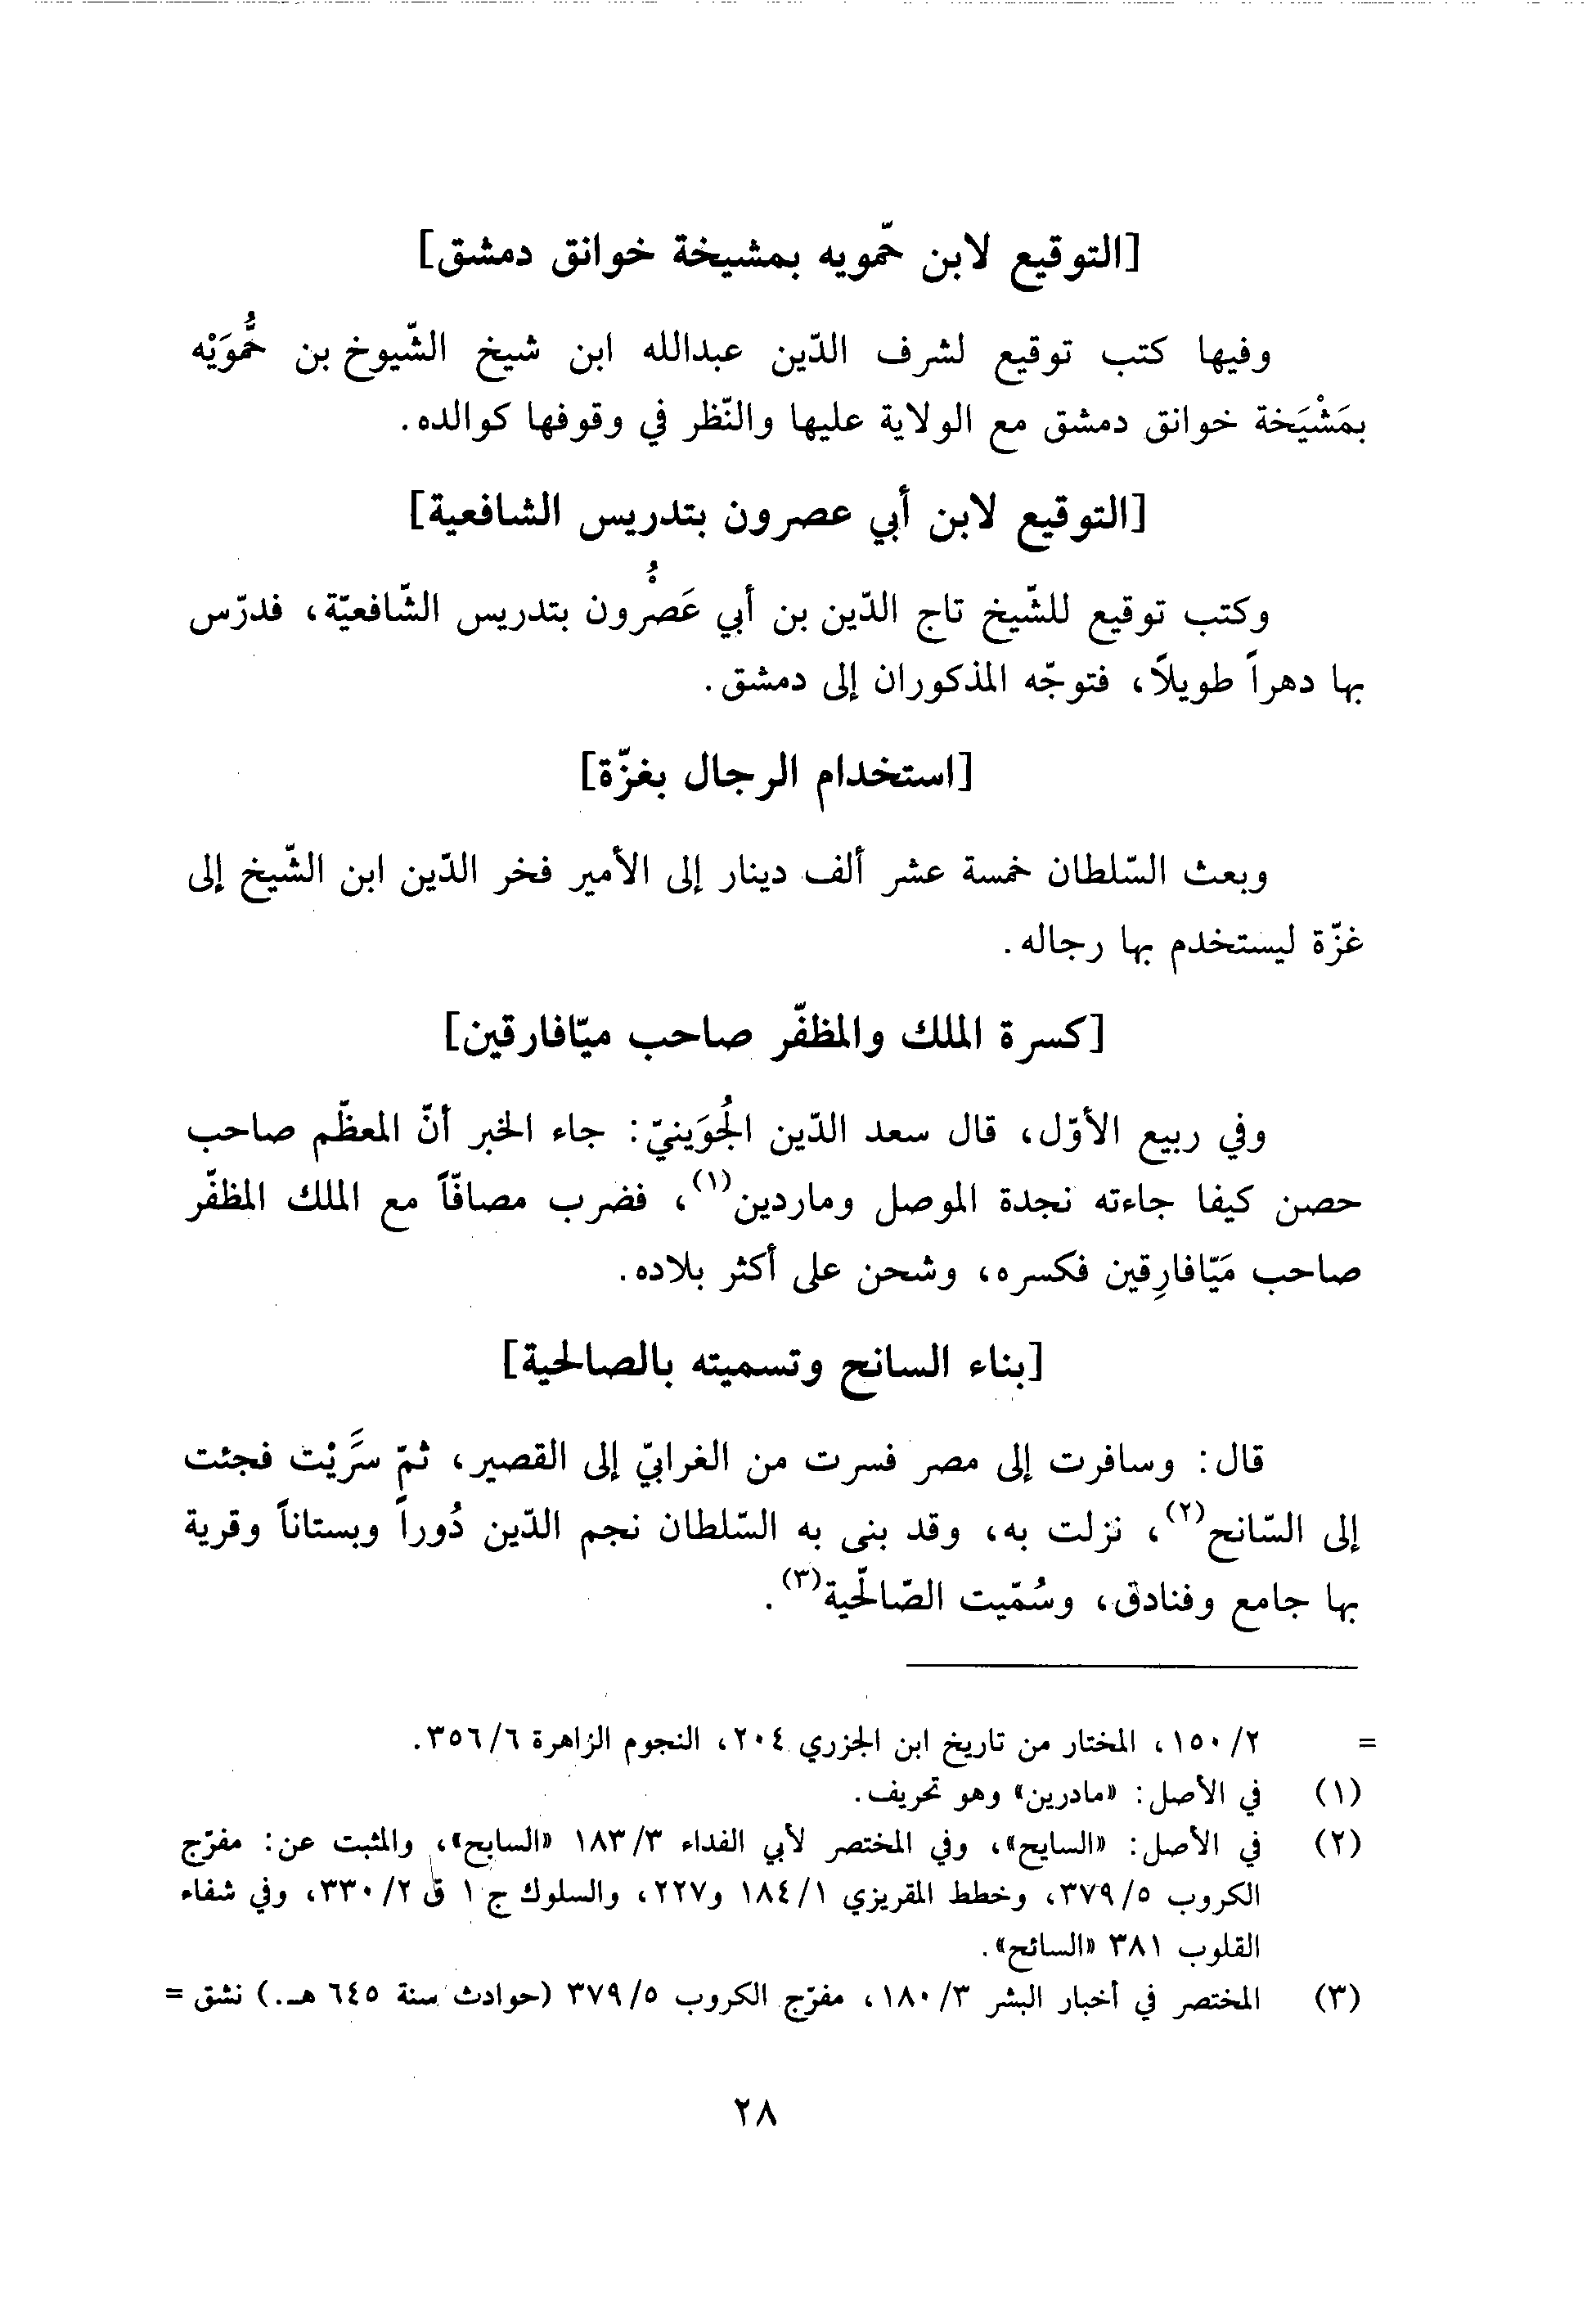 [التوقيع لابن حمّويه بمشيخة خوانق دمشق]
وفيها كتب توقيع لشرف الدّين عبدالله ابن شيخ الشّيوخ بن حمُّوَيْه
بمَشْيَخة خوانق دمشق مع الولاية عليها والنّظر في وقوفها كوالده.
[التوقيع لابن أبي عصرون بتدريس الشافعية]
وكتب توقيع للشّيخ تاج الدّين بن أبي عَصْرُون بتدريس الشّافعيّة، فدرّس
بها دهراً طويلاً، فتوجّه المذكوران إلى دمشق.
[استخدام الرجال بغزّة]
وبعث السّلطان خمسة عشر ألف دينار إلى الأمير فخر الدّين ابن الشّيخ إلى
غزّة ليستخدم بها رجاله.
[كسرة الملك والمظفّر صاحب ميّافارقين]
وفي ربيع الأوّل، قال سعد الدّين الجُوَينيّ: جاء الخبر أنّ المعظّم صاحب
حصن كيفا جاءته نجدة الموصل وماردين(١)، فضرب مصافّاً مع الملك المظفّر
صاحب مَيّافارِقين فكسره، وشحن على أكثر بلاده.
[بناء السانح وتسميته بالصالحية]
قال: وسافرت إلى مصر فسرت من الغرابيّ إلى القصير، ثمّ سرَّيْت فجئت
إلى السّانح(٢)، نزلت به، وقد بنى به السّلطان نجم الدّين دُوراً وبستاناً وقرية
بها جامع وفنادق، وسُمّيت الصّالحّية(٣).
= ٢/ ١٥٠، المختار من تاريخ ابن الجزري ٢٠٤، النجوم الزاهرة ٦/ ٣٥٦.
(١) في الأصل: «مادرين» وهو تحريف.
(٢) في الأصل: «السايح»، وفي المختصر لأبي الفداء ٣/ ١٨٣ «السابح»، والمثبت عن: مفرّج
الكروب ٥/ ٣٧٩، وخطط المقريزي ١/ ١٨٤ و٢٢٧، والسلوك ج ١ ق ٢/ ٣٣٠، وفي شفاء
القلوب ٣٨١ «السائح».
(٣) المختصر في أخبار البشر ٣/ ١٨٠، مفرّج الكروب ٥/ ٣٧٩ (حوادث سنة ٦٤٥ هـ.) نشق =
٢٨